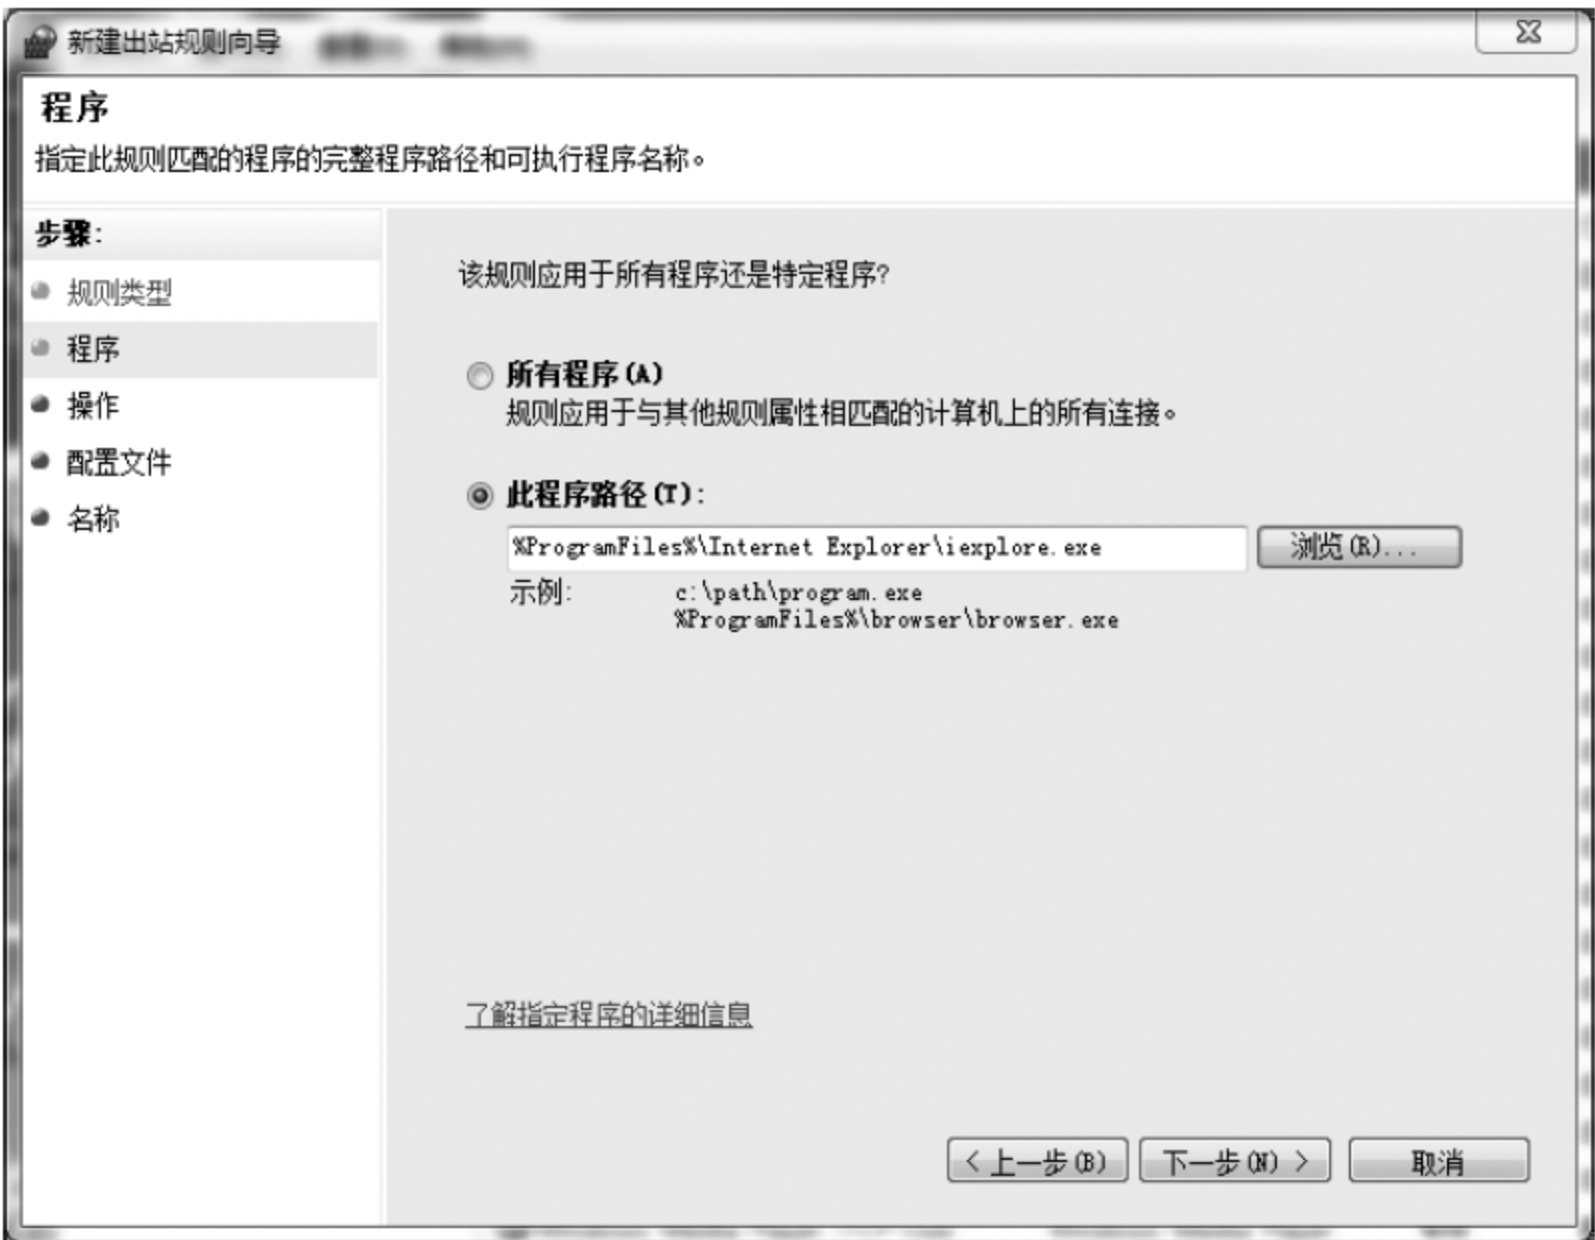 新建出站规则向导
程序
指定此规则匹配的程序的完整程序路径和可执行程序名称。
步骤:
规则类型
程序
操作
配置文件
名称
该规则应用于所有程序还是特定程序?
所有程序(A)
规则应用于与其他规则属性相匹配的计算机上的所有连接。
此程序路径(T):
%ProgramFiles%\Internet Explorer\iexplore.exe
浏览(R)...
示例: c:\path\program.exe
%ProgramFiles%\browser\browser.exe
了解指定程序的详细信息
< 上一步(B) 下一步(N) > 取消